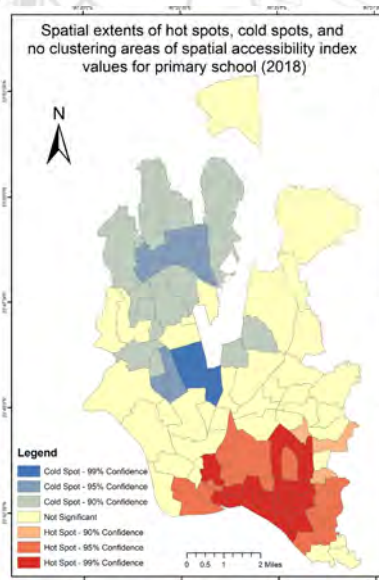 Spatial extents of hot spots, cold spots, and
no clustering areas of spatial accessibility index
values for primary school (2018)
N
Legend
Cold Spot - 99% Confidence
Cold Spot - 95% Confidence
Cold Spot - 90% Confidence
Not Significant
Hot Spot - 90% Confidence
Hot Spot - 95% Confidence
Hot Spot - 99% Confidence
0 0.5 1 2 Miles